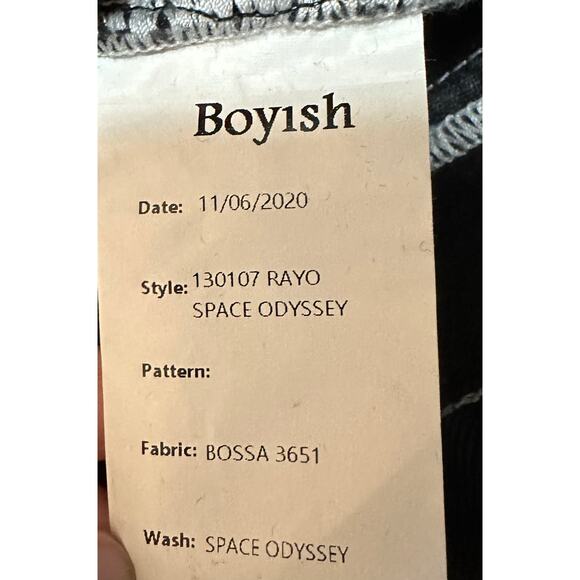 Boyish
Date: 11/06/2020
Style: 130107 RAYO
SPACE ODYSSEY
Pattern:
Fabric: BOSSA 3651
Wash: SPACE ODYSSEY